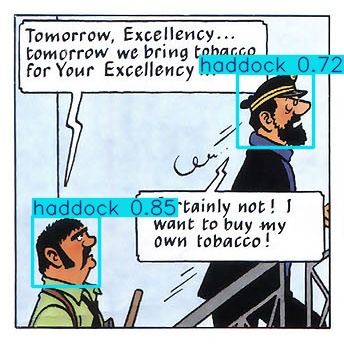 Tomorrow, Excellency...
tomorrow we bring tobacco
for Your Excellency
haddock 0.72
haddock 0.85
tainly not! I
want to buy my
own tobacco!